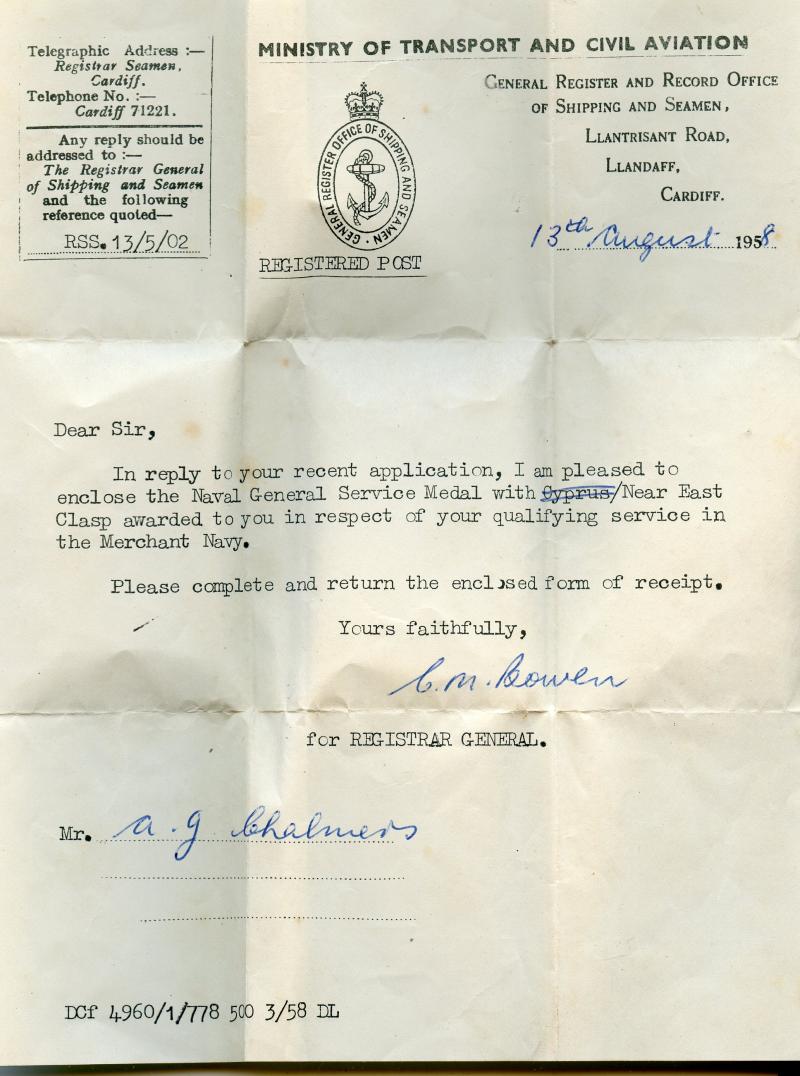 Telegraphic Address :—
Registrar Seamen,
Cardiff.
Telephone No. :—
Cardiff 71221.
Any reply should be
addressed to :—
The Registrar General
of Shipping and Seamen
and the following
reference quoted—
RSS. 13/5/02
MINISTRY OF TRANSPORT AND CIVIL AVIATION
GENERAL REGISTER OFFICE OF SHIPPING AND SEAMEN
REGISTERED POST
GENERAL REGISTER AND RECORD OFFICE
OF SHIPPING AND SEAMEN,
LLANTRISANT ROAD,
LLANDAFF,
CARDIFF.
13th August 1958.
Dear Sir,
In reply to your recent application, I am pleased to
enclose the Naval General Service Medal with Cyprus/Near East
Clasp awarded to you in respect of your qualifying service in
the Merchant Navy.
Please complete and return the enclosed form of receipt.
Yours faithfully,
C. M. Bowen
for REGISTRAR GENERAL.
Mr. A. G Chalmers
DCf 4960/1/778 500 3/58 DL